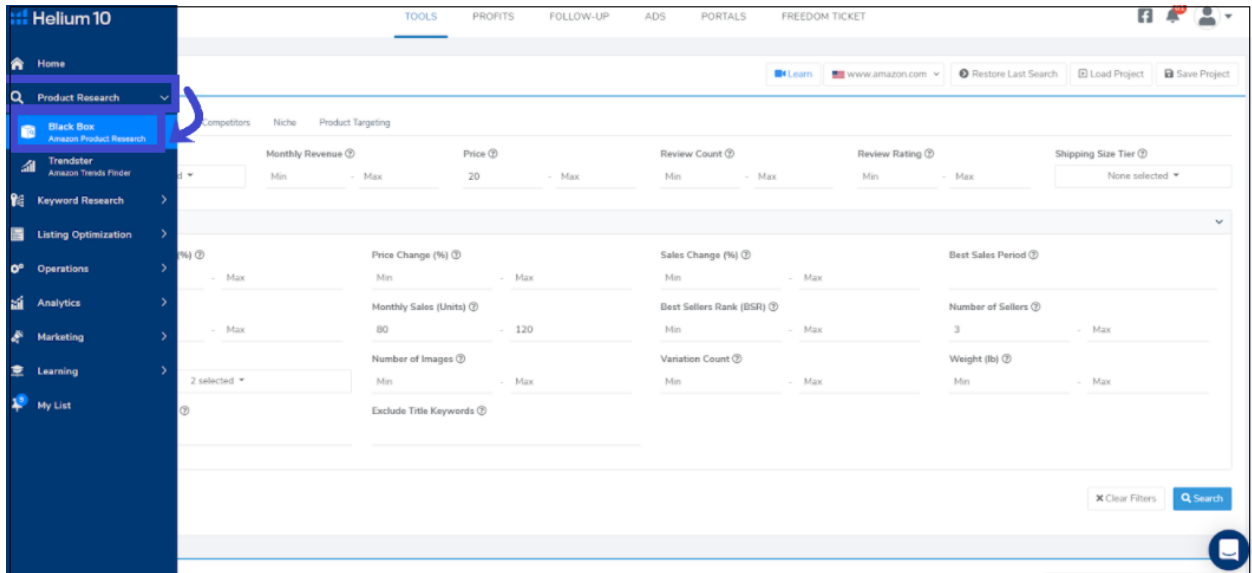 Helium 10
TOOLS PROFITS FOLLOW-UP ADS PORTALS FREEDOM TICKET
Home
Product Research
Black Box
Amazon Product Research
Trendster
Amazon Trends Finder
Keyword Research
Listing Optimization
Operations
Analytics
Marketing
Learning
My List
Learn www.amazon.com Restore Last Search Load Project Save Project
Competitors Niche Product Targeting
Monthly Revenue Price Review Count Review Rating Shipping Size Tier
d Min - Max 20 - Max Min - Max Min - Max None selected
(%) Price Change (%) Sales Change (%) Best Sales Period
- Max Min - Max Min - Max
Monthly Sales (Units) Best Sellers Rank (BSR) Number of Sellers
- Max 80 - 120 Min - Max 3 - Max
Number of Images Variation Count Weight (lb)
2 selected Min - Max Min - Max Min - Max
Exclude Title Keywords
Clear Filters Search